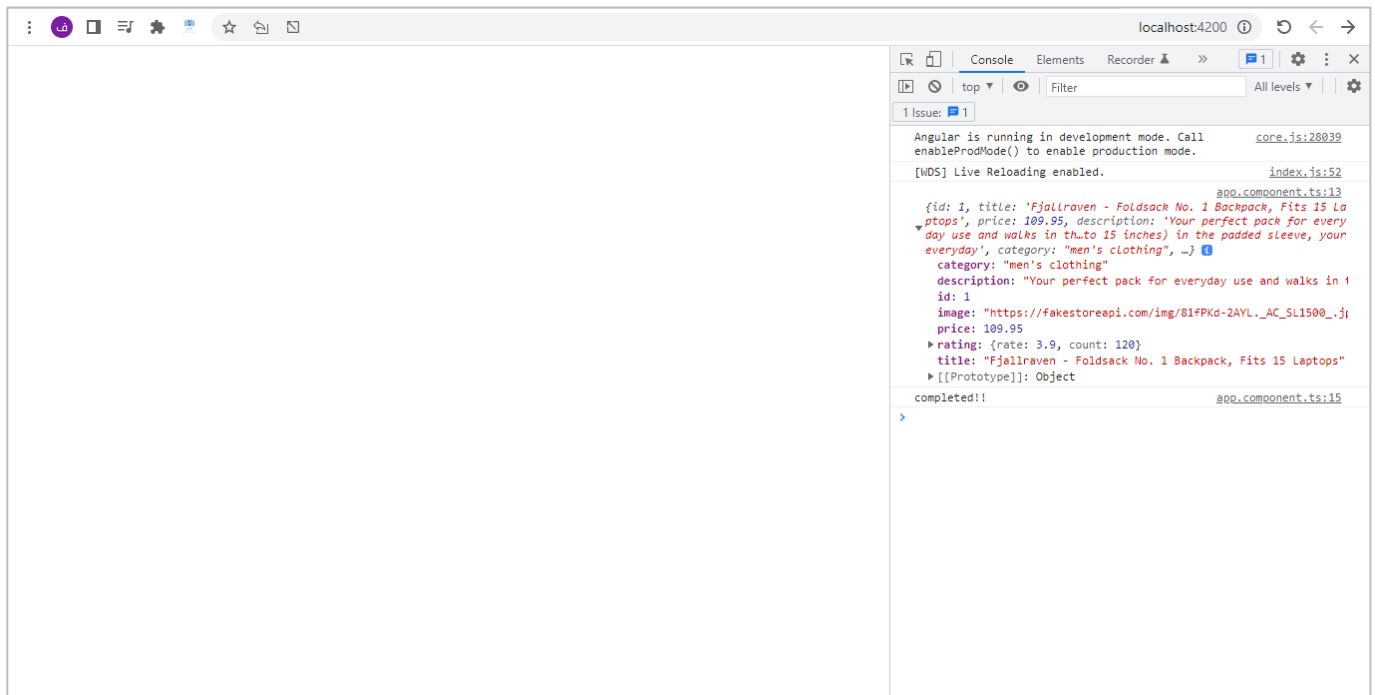 ف
localhost:4200
Console Elements Recorder 1
top Filter All levels
1 Issue: 1
Angular is running in development mode. Call core.js:28039
enableProdMode() to enable production mode.
[WDS] Live Reloading enabled. index.js:52
app.component.ts:13
{id: 1, title: 'Fjallraven - Foldsack No. 1 Backpack, Fits 15 La
ptops', price: 109.95, description: 'Your perfect pack for every
day use and walks in th…to 15 inches) in the padded sleeve, your
everyday', category: "men's clothing", …}
category: "men's clothing"
description: "Your perfect pack for everyday use and walks in
id: 1
image: "https://fakestoreapi.com/img/81fPKd-2AYL._AC_SL1500_.j
price: 109.95
rating: {rate: 3.9, count: 120}
title: "Fjallraven - Foldsack No. 1 Backpack, Fits 15 Laptops"
[[Prototype]]: Object
completed!! app.component.ts:15